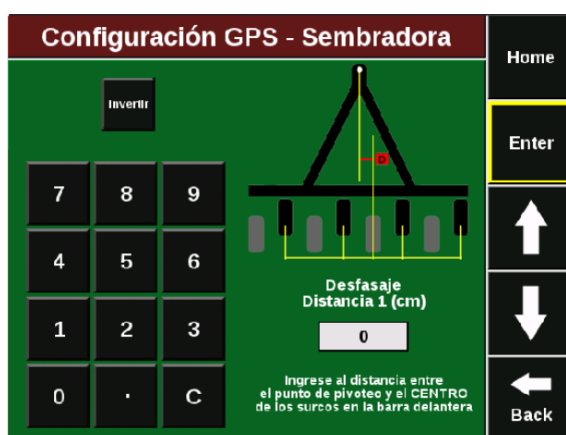 Configuración GPS - Sembradora
Home
Invertir
Enter
D
7 8 9
4 5 6
1 2 3
0 . C
Desfasaje
Distancia 1 (cm)
0
Ingrese al distancia entre
el punto de pivoteo y el CENTRO
de los surcos en la barra delantera
Back